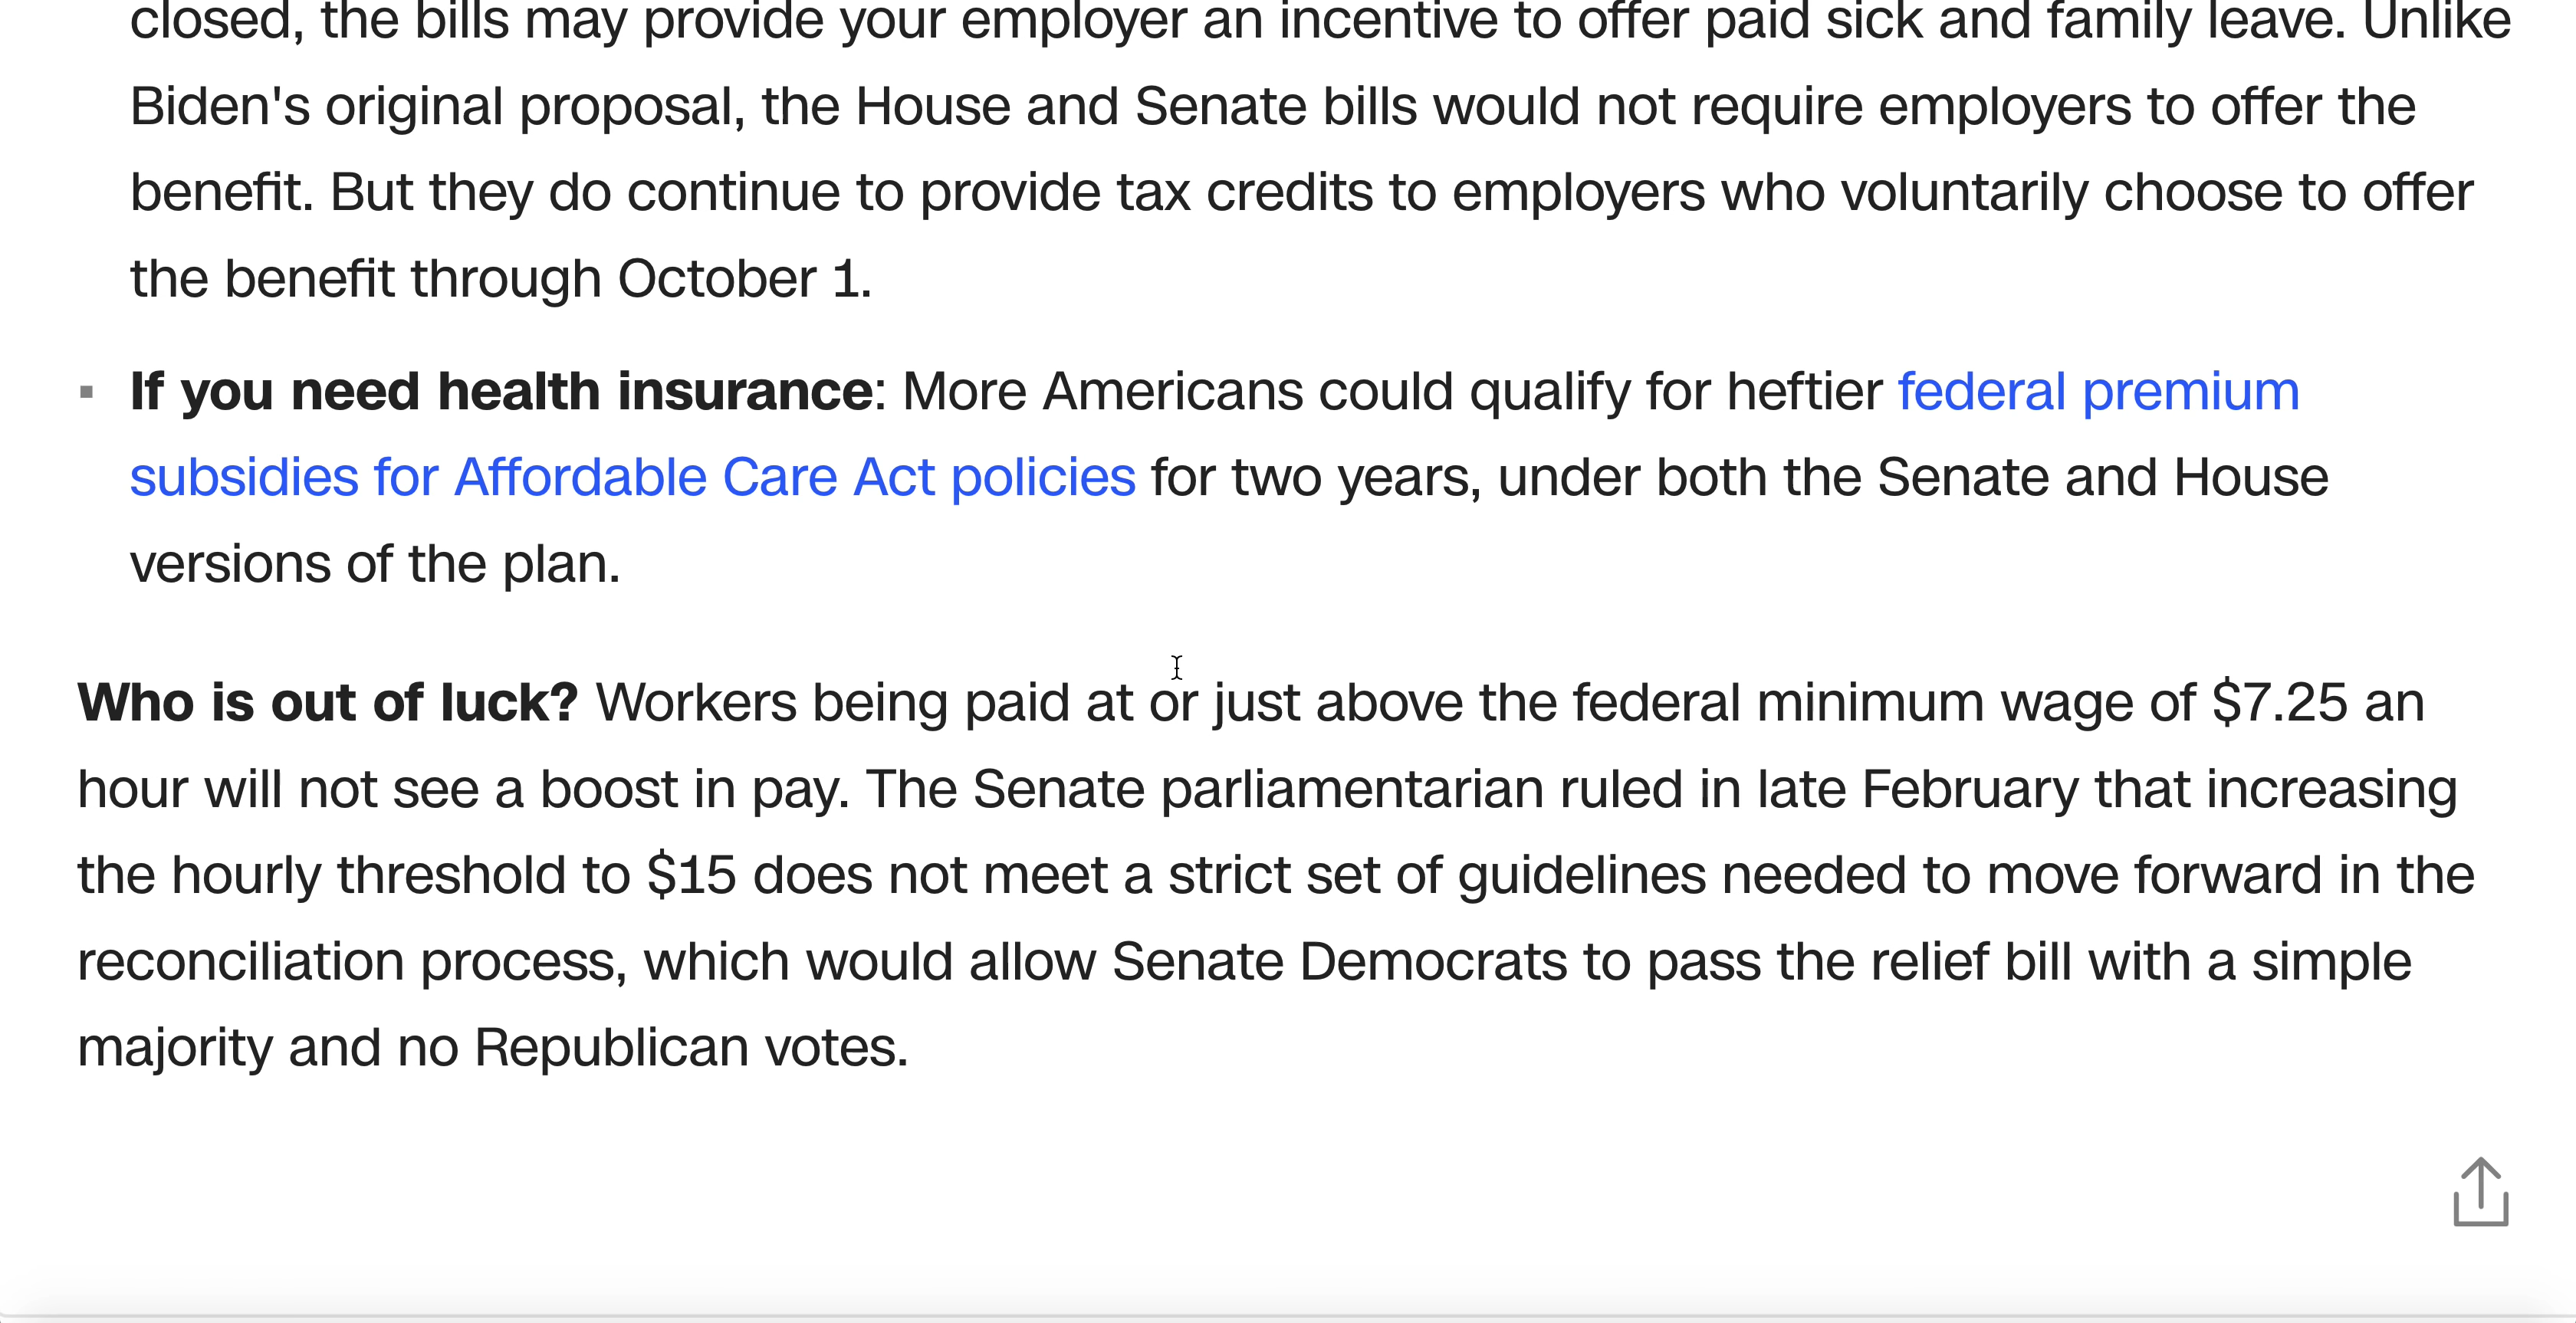 closed, the bills may provide your employer an incentive to offer paid sick and family leave. Unlike
Biden's original proposal, the House and Senate bills would not require employers to offer the
benefit. But they do continue to provide tax credits to employers who voluntarily choose to offer
the benefit through October 1.
▪ If you need health insurance: More Americans could qualify for heftier federal premium
subsidies for Affordable Care Act policies for two years, under both the Senate and House
versions of the plan.
Who is out of luck? Workers being paid at or just above the federal minimum wage of $7.25 an
hour will not see a boost in pay. The Senate parliamentarian ruled in late February that increasing
the hourly threshold to $15 does not meet a strict set of guidelines needed to move forward in the
reconciliation process, which would allow Senate Democrats to pass the relief bill with a simple
majority and no Republican votes.